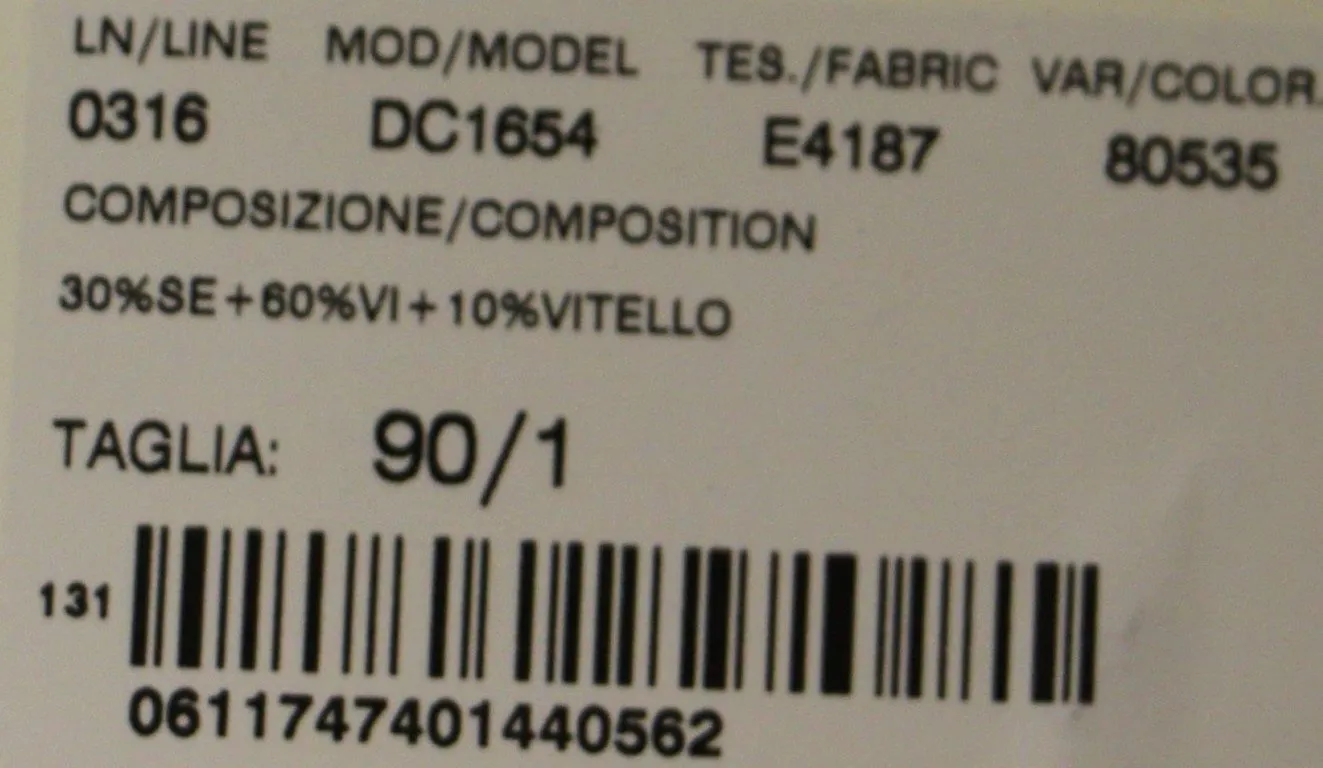 LN/LINE MOD/MODEL TES./FABRIC VAR/COLOR.
0316 DC1654 E4187 80535
COMPOSIZIONE/COMPOSITION
30%SE+60%VI+10%VITELLO
TAGLIA: 90/1
131
0611747401440562